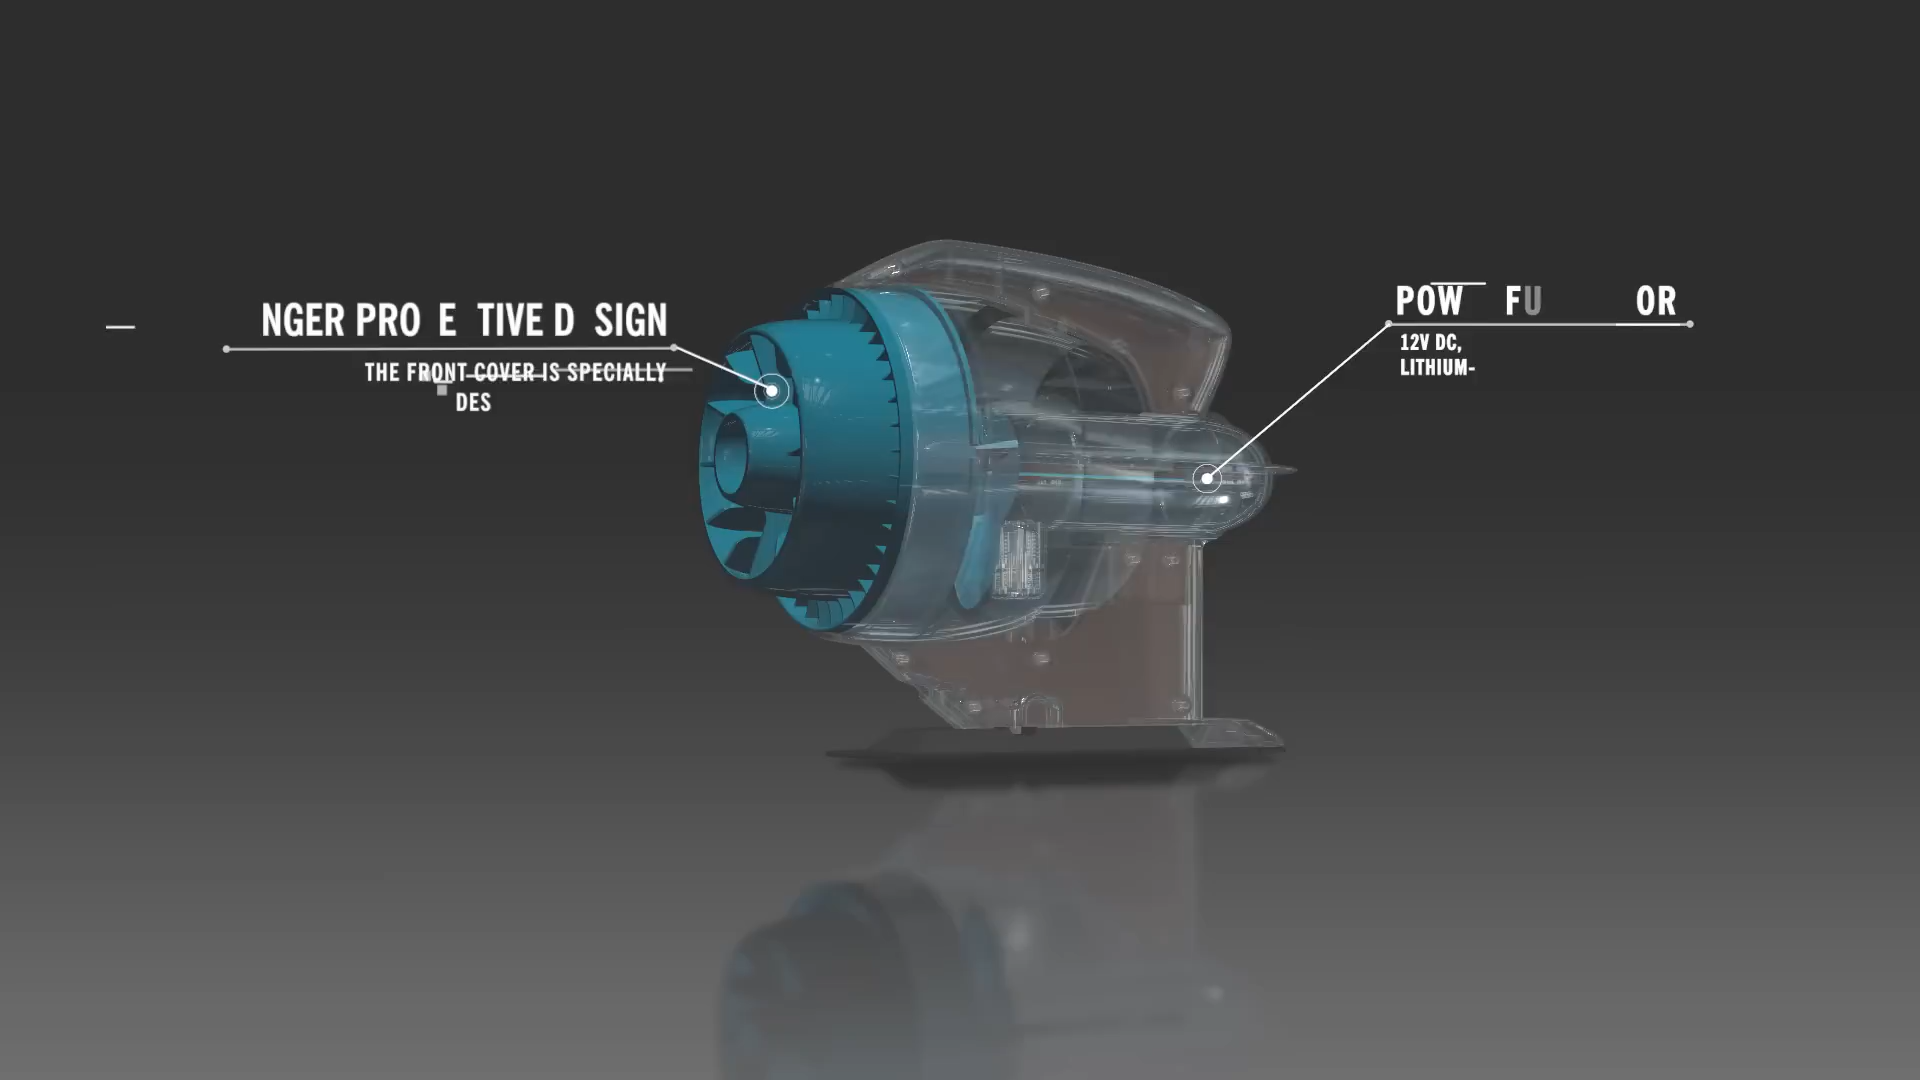 NGER PRO E TIVE D SIGN
THE FRONT COVER IS SPECIALLY
DES
POW FU OR
12V DC,
LITHIUM-